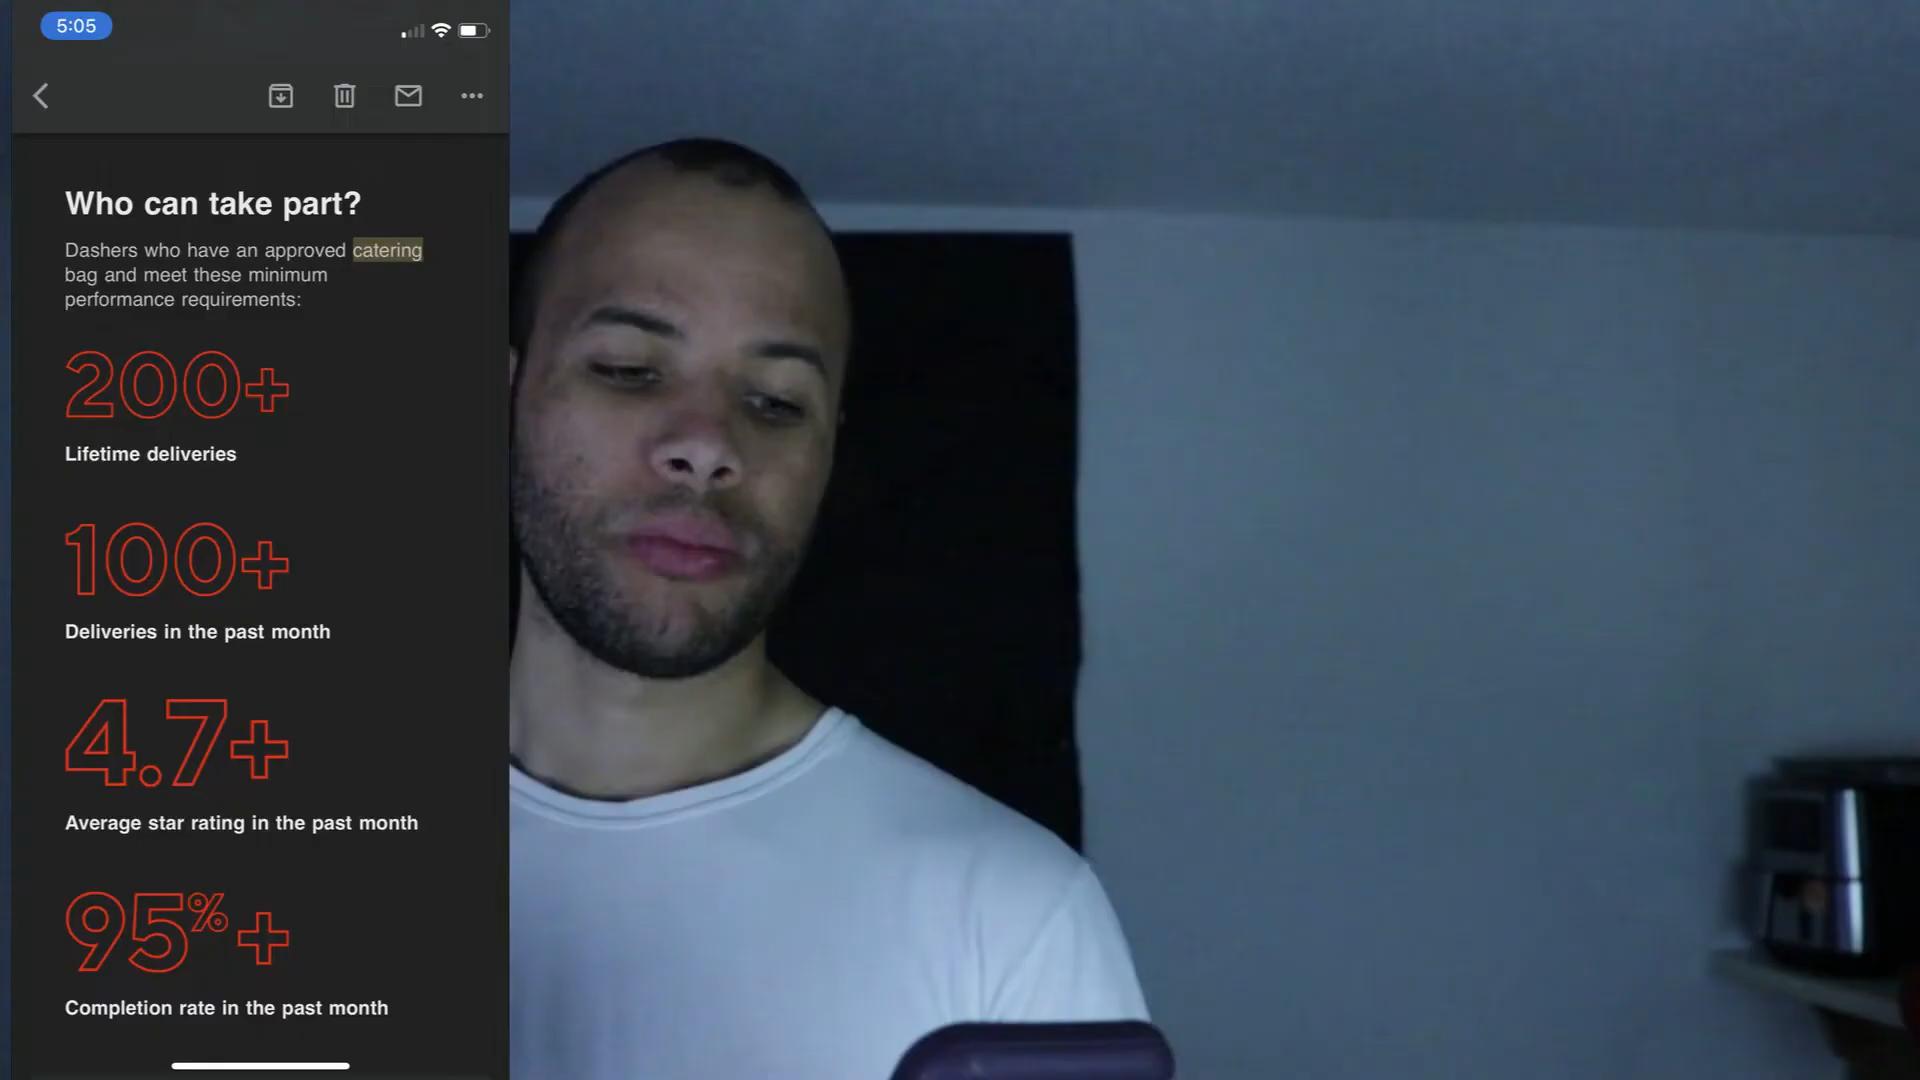 5:05
Who can take part?
Dashers who have an approved catering
bag and meet these minimum
performance requirements:
200+
Lifetime deliveries
100+
Deliveries in the past month
4.7+
Average star rating in the past month
95%+
Completion rate in the past month